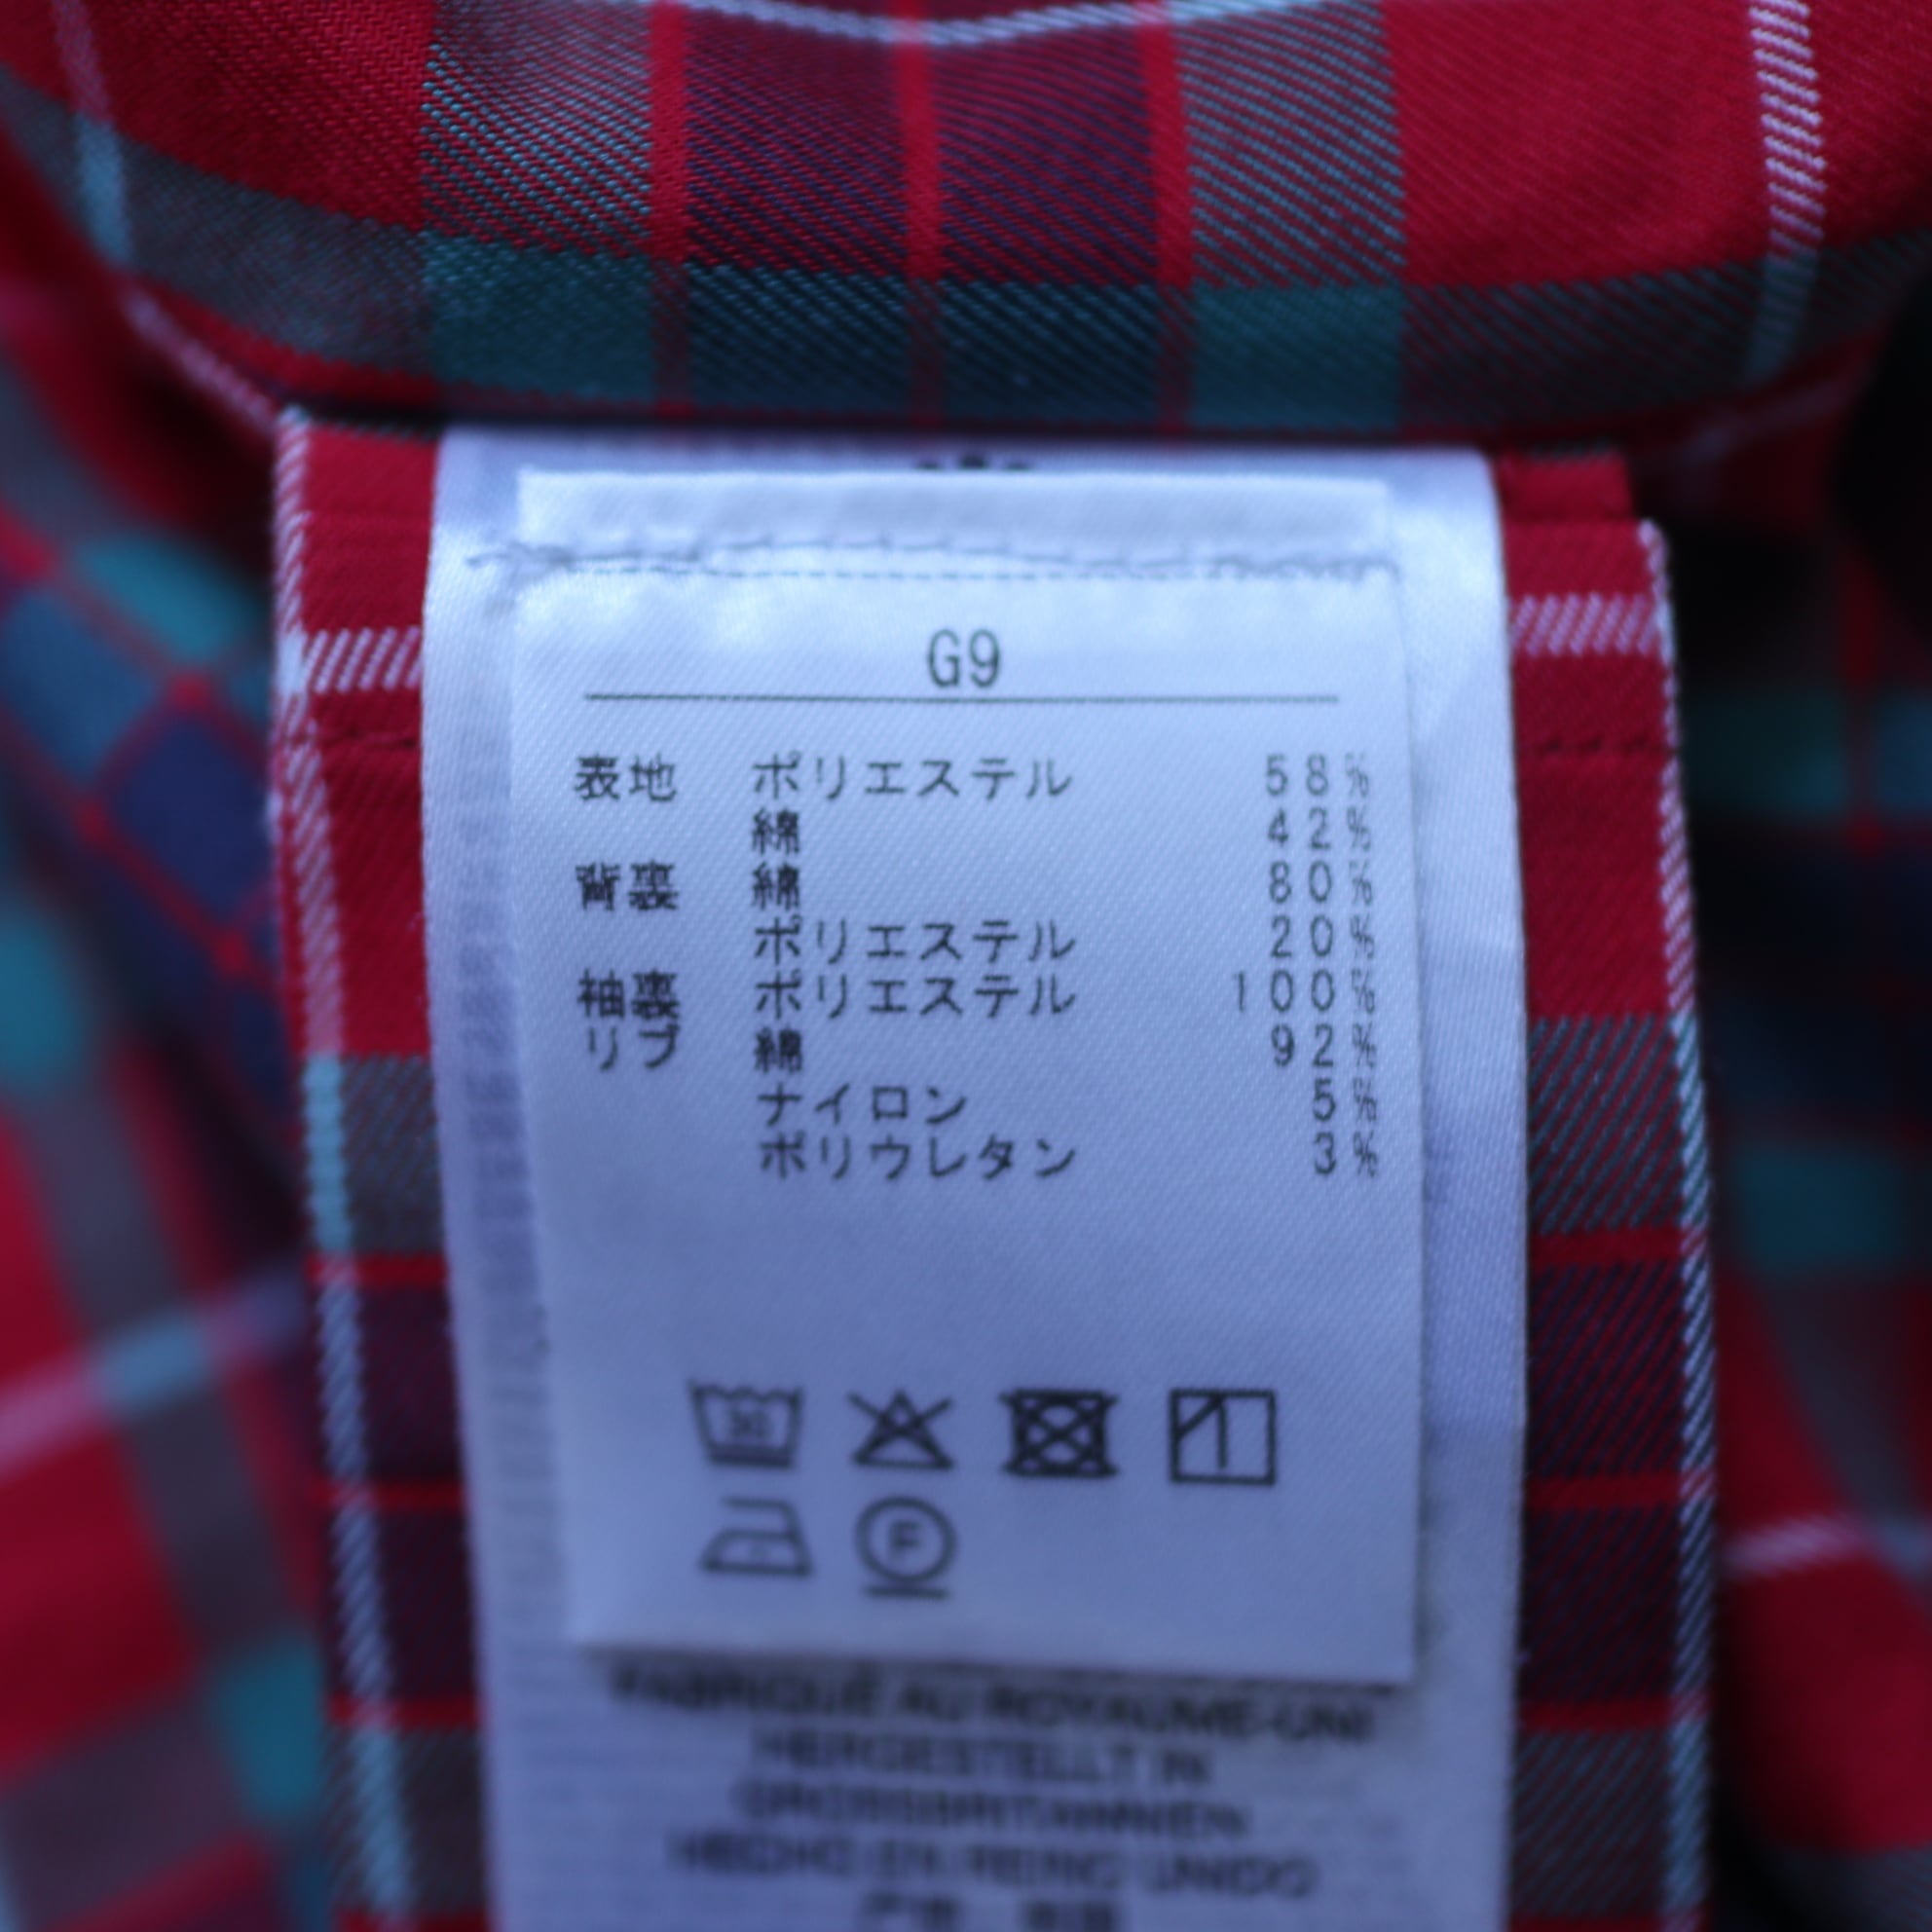 G9
表地 ポリエステル 58%
綿 42%
背裏 綿 80%
ポリエステル 20%
袖裏 ポリエステル 100%
リブ 綿 92%
ナイロン 5%
ポリウレタン 3%
30
F
FABRIQUÉ AU ROYAUME-UNI
HERGESTELLT IN
GROSSBRITANNIEN
HECHO EN REINO UNIDO